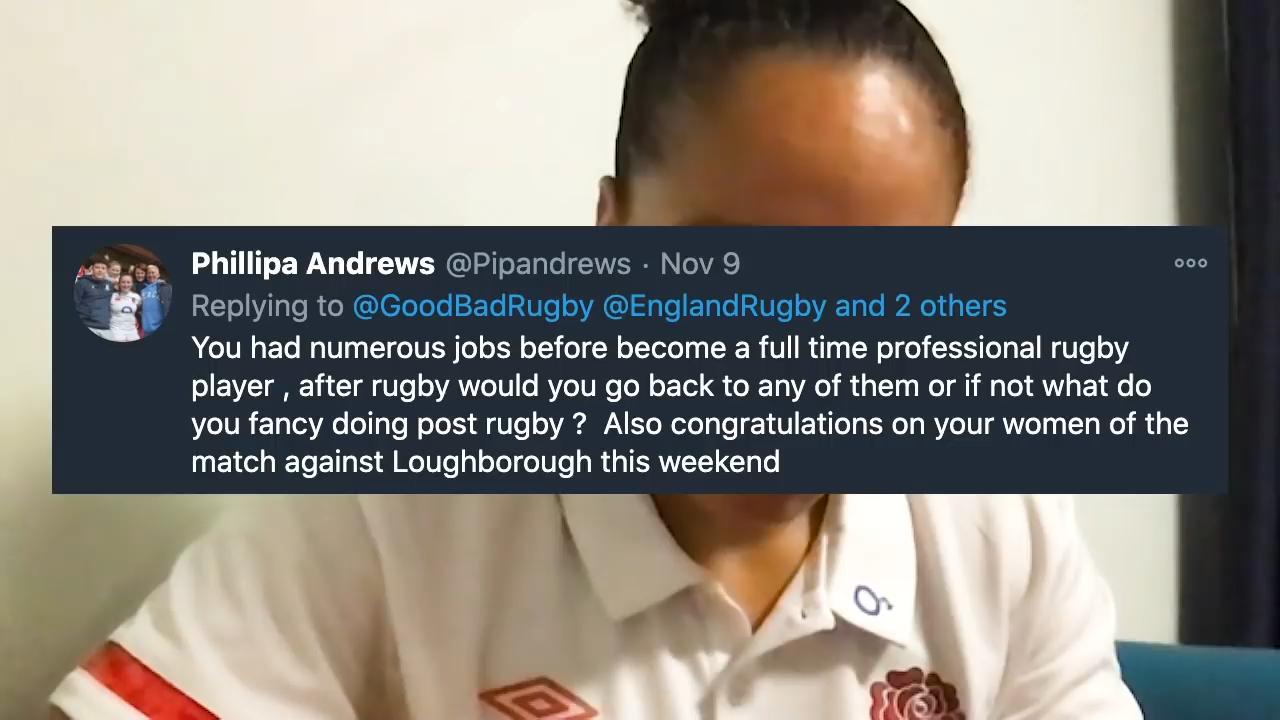 Phillipa Andrews @Pipandrews · Nov 9
Replying to @GoodBadRugby @EnglandRugby and 2 others
You had numerous jobs before become a full time professional rugby
player , after rugby would you go back to any of them or if not what do
you fancy doing post rugby ?  Also congratulations on your women of the
match against Loughborough this weekend